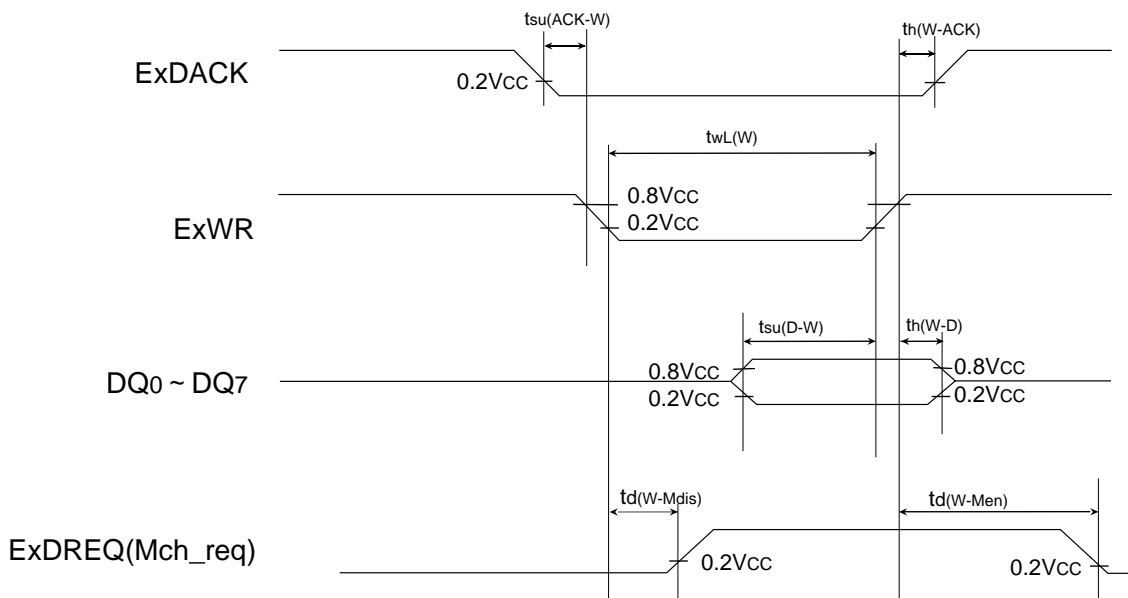 tsu(ACK-W)
th(W-ACK)
ExDACK
0.2VCC
twL(W)
0.8VCC
ExWR
0.2VCC
tsu(D-W)
th(W-D)
0.8VCC
0.8VCC
DQ0 ~ DQ7
0.2VCC
0.2VCC
td(W-Mdis)
td(W-Men)
ExDREQ(Mch_req)
0.2VCC
0.2VCC